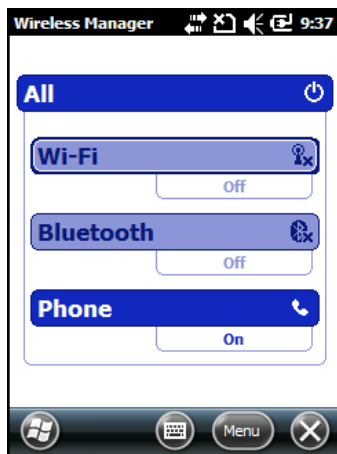 Wireless Manager 9:37
All
Wi-Fi
Off
Bluetooth
Off
Phone
On
Menu